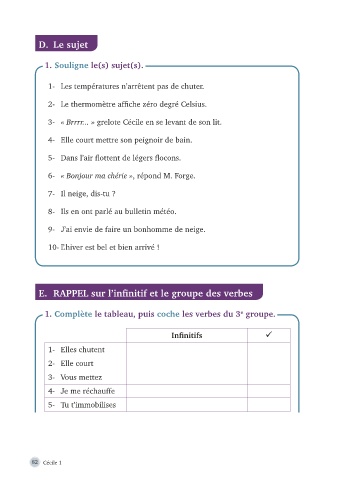 D. Le sujet
1. Souligne le(s) sujet(s).
1- Les températures n'arrêtent pas de chuter.
2- Le thermomètre affiche zéro degré Celsius.
3- « Brrrr... » grelote Cécile en se levant de son lit.
4- Elle court mettre son peignoir de bain.
5- Dans l'air flottent de légers flocons.
6- « Bonjour ma chérie », répond M. Forge.
7- Il neige, dis-tu ?
8- Ils en ont parlé au bulletin météo.
9- J'ai envie de faire un bonhomme de neige.
10- L'hiver est bel et bien arrivé !
E. RAPPEL sur l'infinitif et le groupe des verbes
1. Complète le tableau, puis coche les verbes du 3e groupe.
Infinitifs ✓
1- Elles chutent
2- Elle court
3- Vous mettez
4- Je me réchauffe
5- Tu t'immobilises
62 Cécile 1